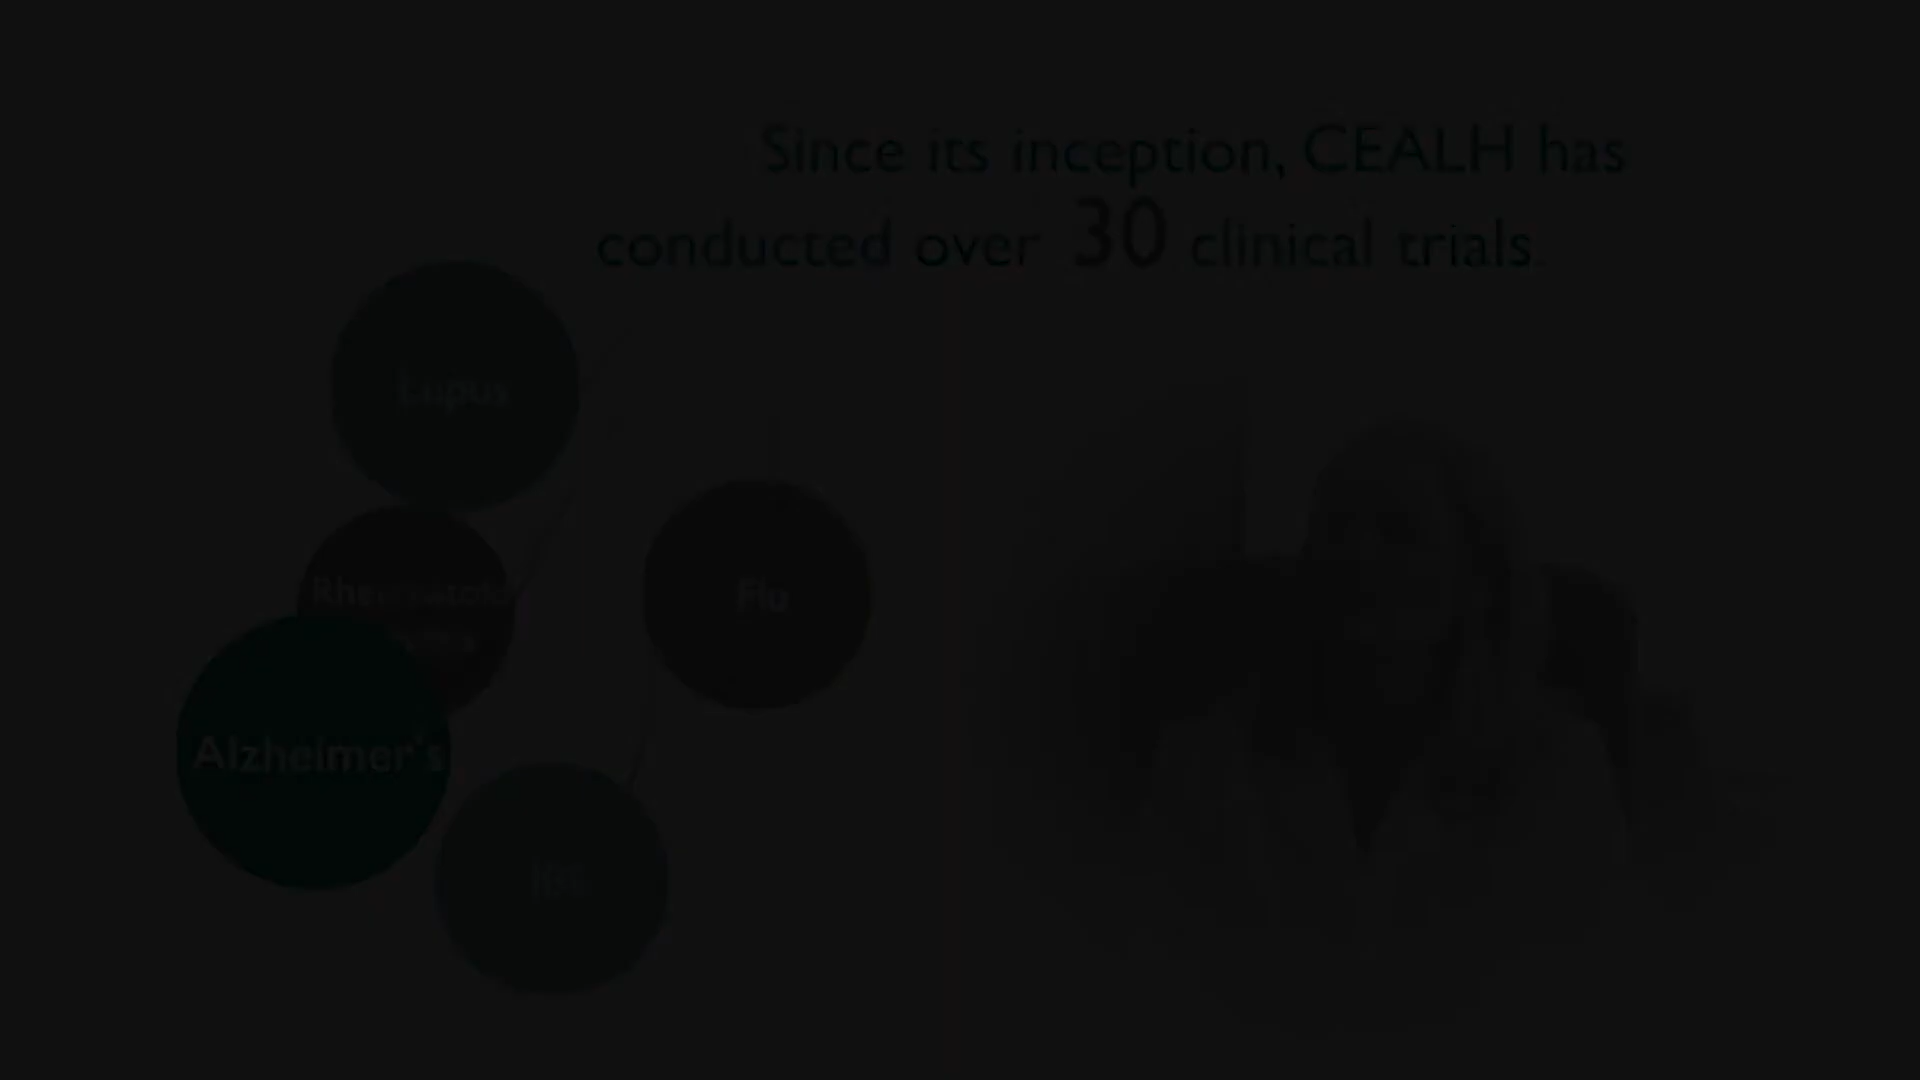 Since its inception, CEALH has
conducted over 30 clinical trials.
Lupus
Flu
Alzheimer's